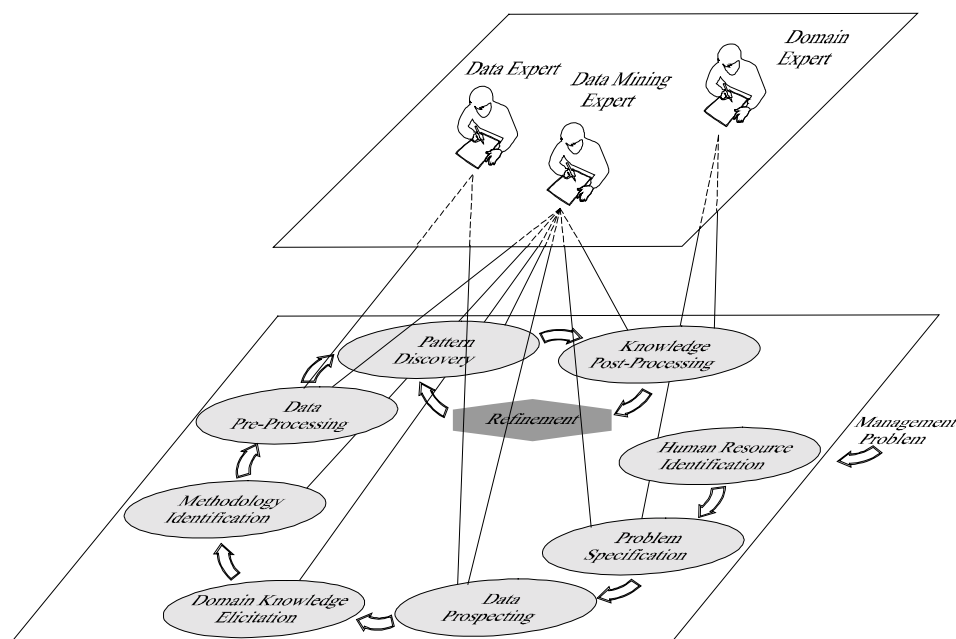 Domain
Expert
Data Expert
Data Mining
Expert
Pattern
Discovery
Knowledge
Post-Processing
Data
Pre-Processing
Refinement
Management
Problem
Human Resource
Identification
Methodology
Identification
Problem
Specification
Domain Knowledge
Elicitation
Data
Prospecting